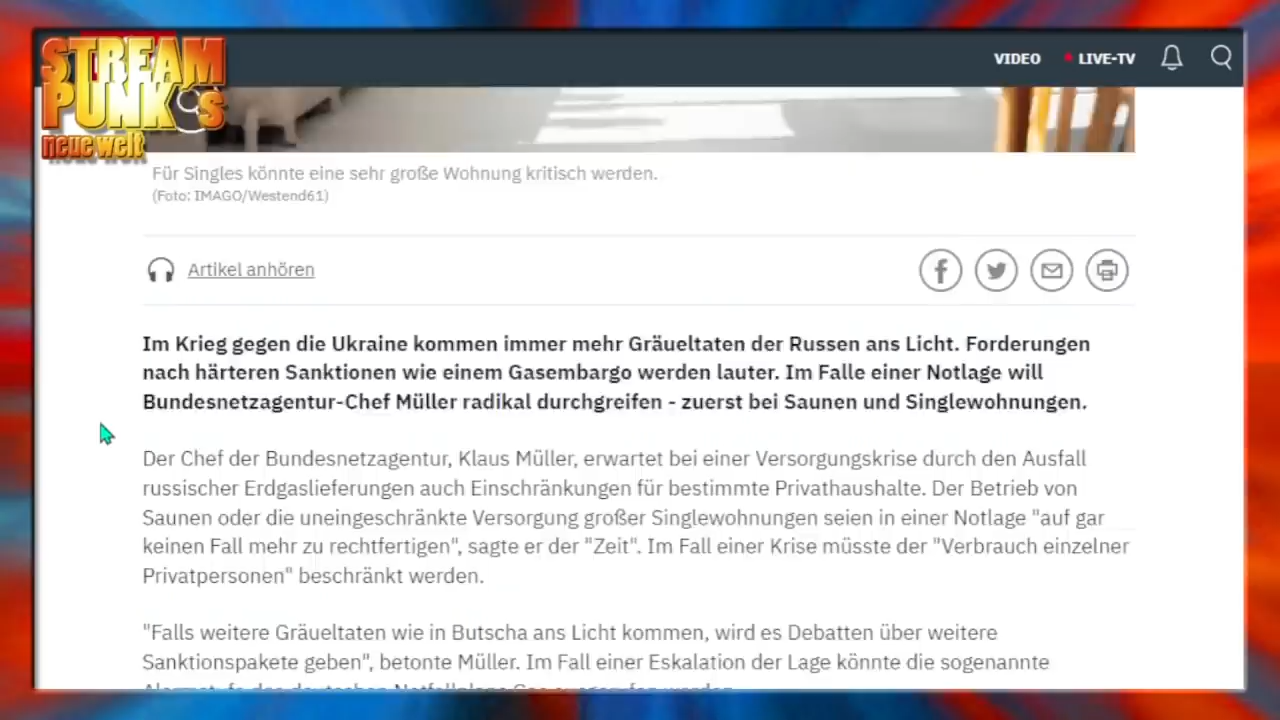 STREAM
PUNK's
neue welt
VIDEO
LIVE-TV
Für Singles könnte eine sehr große Wohnung kritisch werden.
(Foto: IMAGO/Westend61)
Artikel anhören
Im Krieg gegen die Ukraine kommen immer mehr Gräueltaten der Russen ans Licht. Forderungen
nach härteren Sanktionen wie einem Gasembargo werden lauter. Im Falle einer Notlage will
Bundesnetzagentur-Chef Müller radikal durchgreifen - zuerst bei Saunen und Singlewohnungen.
Der Chef der Bundesnetzagentur, Klaus Müller, erwartet bei einer Versorgungskrise durch den Ausfall
russischer Erdgaslieferungen auch Einschränkungen für bestimmte Privathaushalte. Der Betrieb von
Saunen oder die uneingeschränkte Versorgung großer Singlewohnungen seien in einer Notlage "auf gar
keinen Fall mehr zu rechtfertigen", sagte er der "Zeit". Im Fall einer Krise müsste der "Verbrauch einzelner
Privatpersonen" beschränkt werden.
"Falls weitere Gräueltaten wie in Butscha ans Licht kommen, wird es Debatten über weitere
Sanktionspakete geben", betonte Müller. Im Fall einer Eskalation der Lage könnte die sogenannte